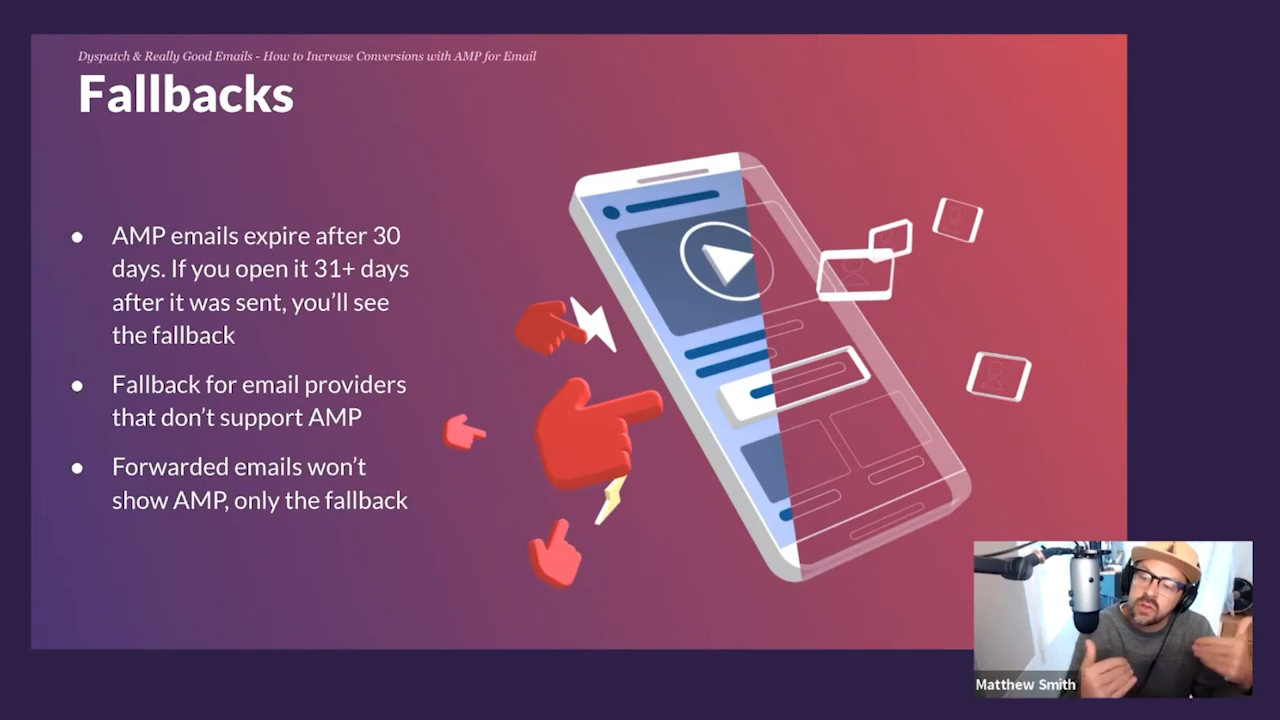 Dyspatch & Really Good Emails - How to Increase Conversions with AMP for Email
Fallbacks
● AMP emails expire after 30
days. If you open it 31+ days
after it was sent, you’ll see
the fallback
● Fallback for email providers
that don’t support AMP
● Forwarded emails won’t
show AMP, only the fallback
Matthew Smith